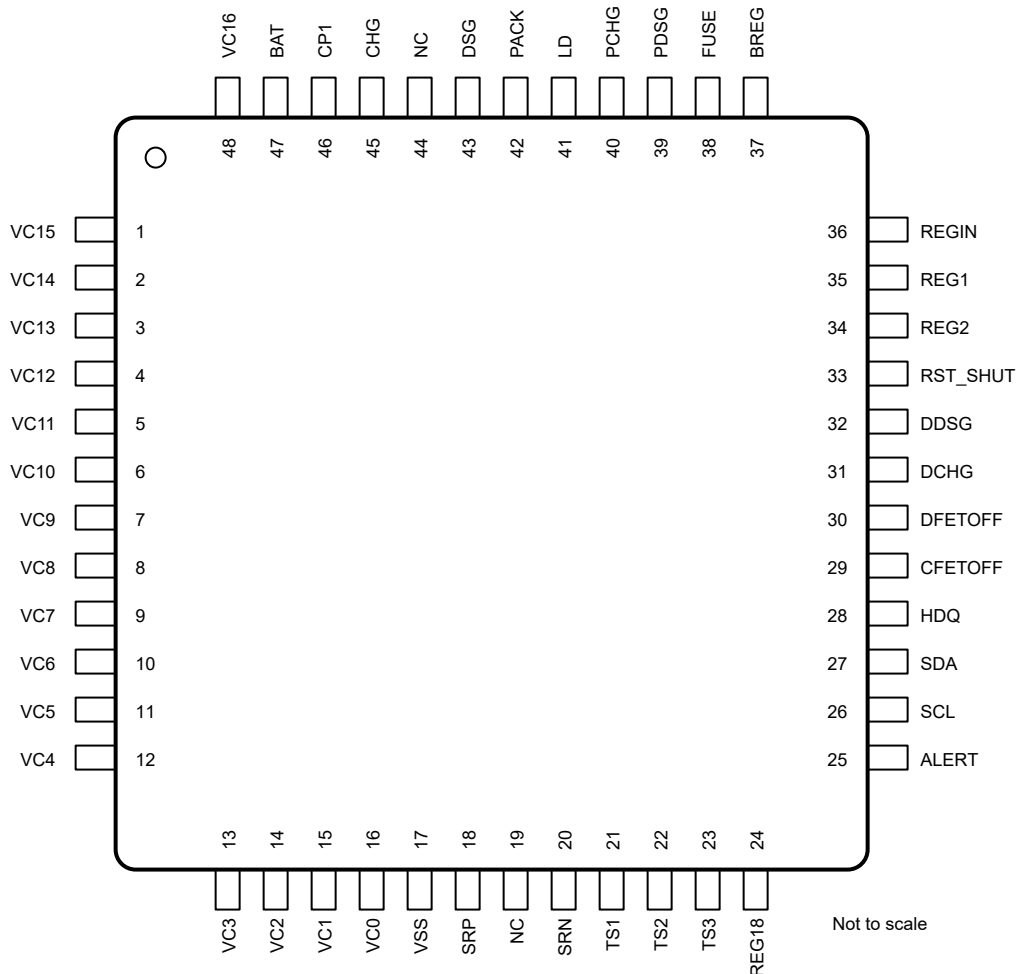 VC16
BAT
CP1
CHG
NC
DSG
PACK
LD
PCHG
PDSG
FUSE
BREG
48
47
46
45
44
43
42
41
40
39
38
37
VC15 1
36 REGIN
VC14 2
35 REG1
VC13 3
34 REG2
VC12 4
33 RST_SHUT
VC11 5
32 DDSG
VC10 6
31 DCHG
VC9 7
30 DFETOFF
VC8 8
29 CFETOFF
VC7 9
28 HDQ
VC6 10
27 SDA
VC5 11
26 SCL
VC4 12
25 ALERT
13
14
15
16
17
18
19
20
21
22
23
24
VC3
VC2
VC1
VC0
VSS
SRP
NC
SRN
TS1
TS2
TS3
REG18
Not to scale